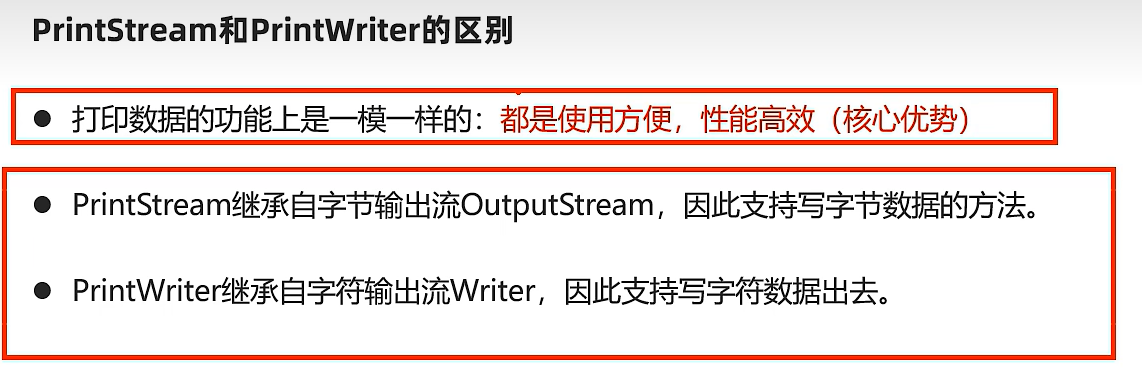 PrintStream和PrintWriter的区别
● 打印数据的功能上是一模一样的：都是使用方便，性能高效（核心优势）
● PrintStream继承自字节输出流OutputStream，因此支持写字节数据的方法。
● PrintWriter继承自字符输出流Writer，因此支持写字符数据出去。